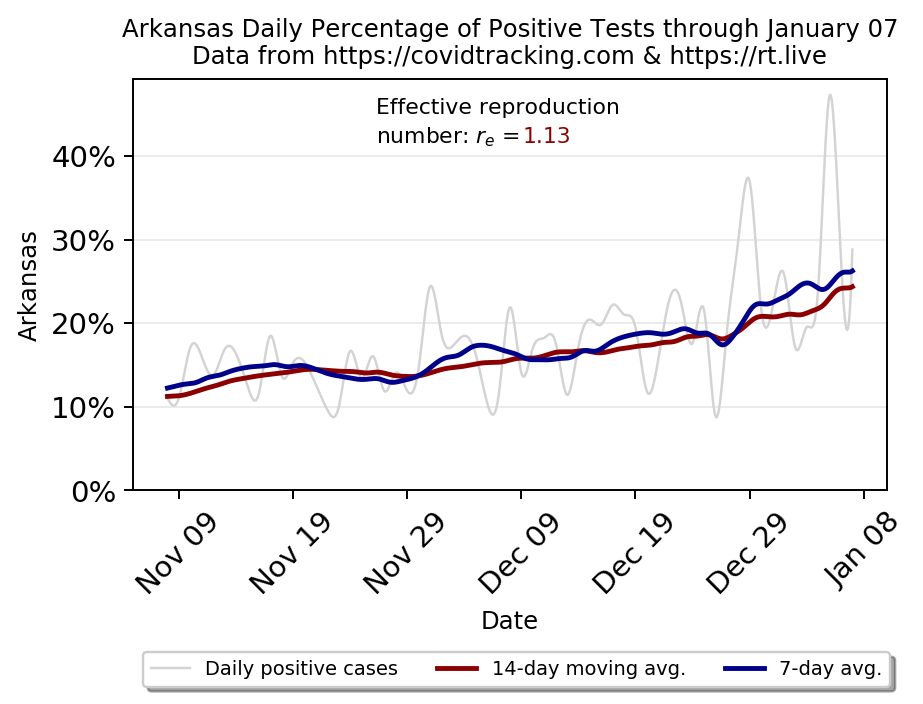 Arkansas Daily Percentage of Positive Tests through January 07
Data from https://covidtracking.com & https://rt.live
Effective reproduction
number: rₑ =1.13
40%
30%
20%
10%
0%
Arkansas
Nov 09
Nov 19
Nov 29
Dec 09
Dec 19
Dec 29
Jan 08
Date
Daily positive cases
14-day moving avg.
7-day avg.